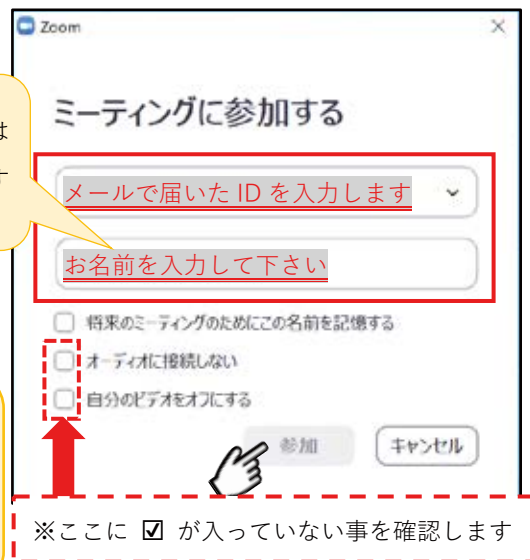 Zoom
ミーティングに参加する
は
す
メールで届いた ID を入力します
お名前を入力して下さい
将来のミーティングのためにこの名前を記憶する
オーディオに接続しない
自分のビデオをオフにする
参加
キャンセル
※ここに ☑ が入っていない事を確認します